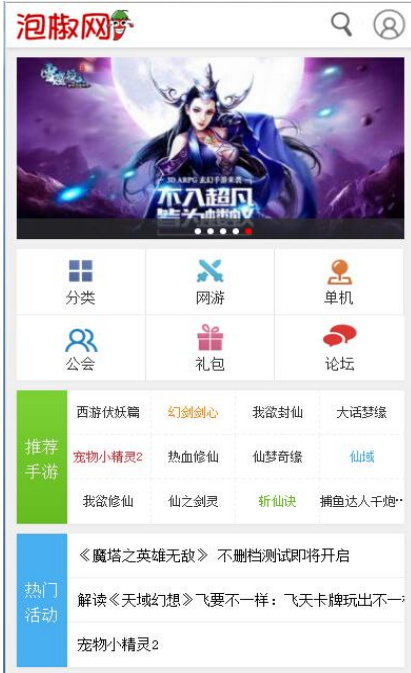 泡椒网
3D ARPG 玄幻手游来袭
不入超凡
皆为蝼蚁
分类 网游 单机
公会 礼包 论坛
推荐
手游
西游伏妖篇 幻剑剑心 我欲封仙 大话梦缘
宠物小精灵2 热血修仙 仙梦奇缘 仙域
我欲修仙 仙之剑灵 斩仙诀 捕鱼达人千炮··
热门
活动
《魔塔之英雄无敌》 不删档测试即将开启
解读《天域幻想》飞要不一样：飞天卡牌玩出不一
宠物小精灵2